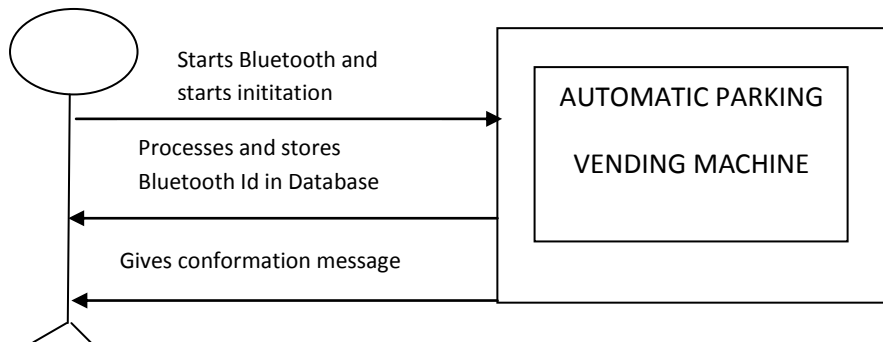 Starts Bluetooth and
starts inititation
AUTOMATIC PARKING
VENDING MACHINE
Processes and stores
Bluetooth Id in Database
Gives conformation message